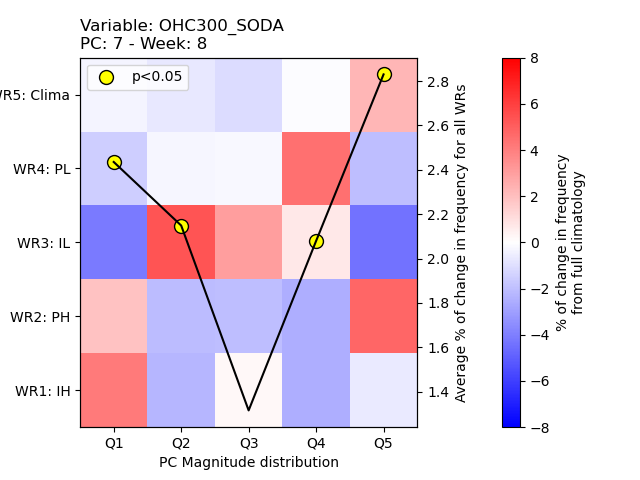 Variable: OHC300_SODA
PC: 7 - Week: 8
p<0.05
WR5: Clima
WR4: PL
WR3: IL
WR2: PH
WR1: IH
Q1 Q2 Q3 Q4 Q5
PC Magnitude distribution
2.8
2.6
2.4
2.2
2.0
1.8
1.6
1.4
Average % of change in frequency for all WRs
8
6
4
2
0
−2
−4
−6
−8
% of change in frequency
from full climatology